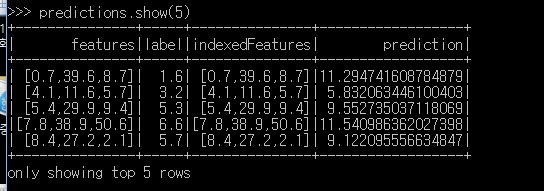 >>> predictions.show(5)
+-----------------+-----+-----------------+------------------+
|         features|label|  indexedFeatures|        prediction|
+-----------------+-----+-----------------+------------------+
|   [0.7,39.6,8.7]|  1.6|   [0.7,39.6,8.7]|11.294741608784879|
|   [4.1,11.6,5.7]|  3.2|   [4.1,11.6,5.7]| 5.832063446100403|
|   [5.4,29.9,9.4]|  5.3|   [5.4,29.9,9.4]| 9.552735037118069|
|  [7.8,38.9,50.6]|  6.6|  [7.8,38.9,50.6]|11.540986362027398|
|   [8.4,27.2,2.1]|  5.7|   [8.4,27.2,2.1]| 9.122095556634847|
+-----------------+-----+-----------------+------------------+
only showing top 5 rows